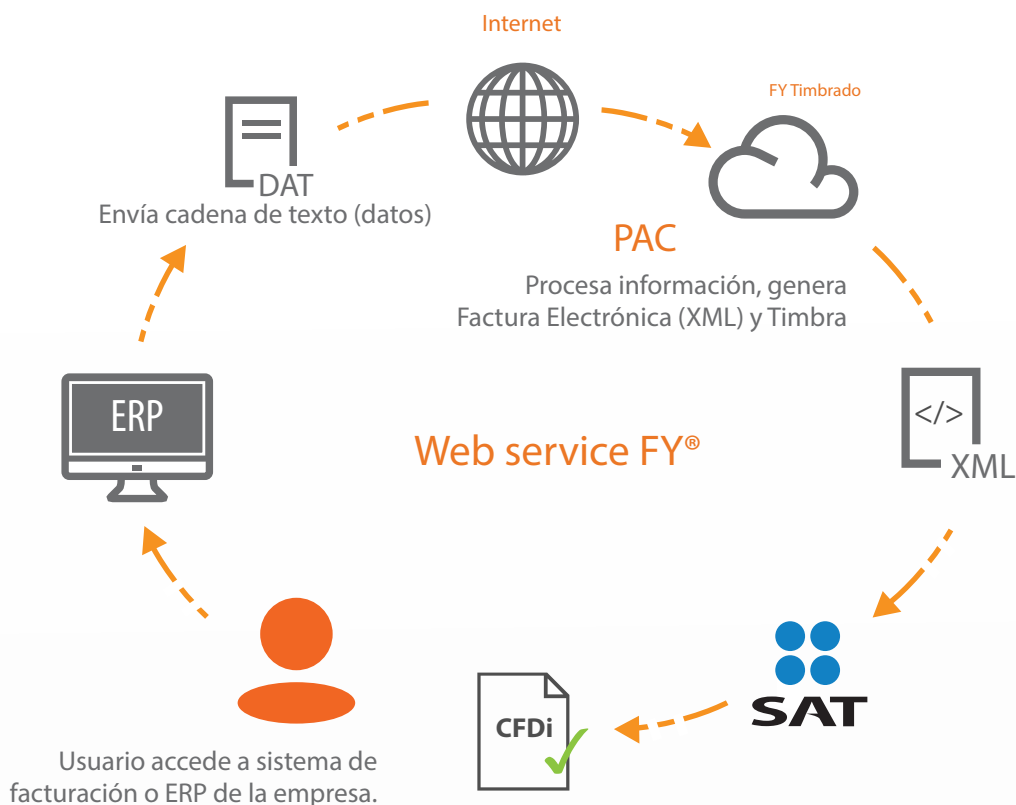 Internet
FY Timbrado
DAT
Envía cadena de texto (datos)
PAC
Procesa información, genera
Factura Electrónica (XML) y Timbra
ERP
Web service FY®
</>
XML
SAT
CFDi
Usuario accede a sistema de
facturación o ERP de la empresa.